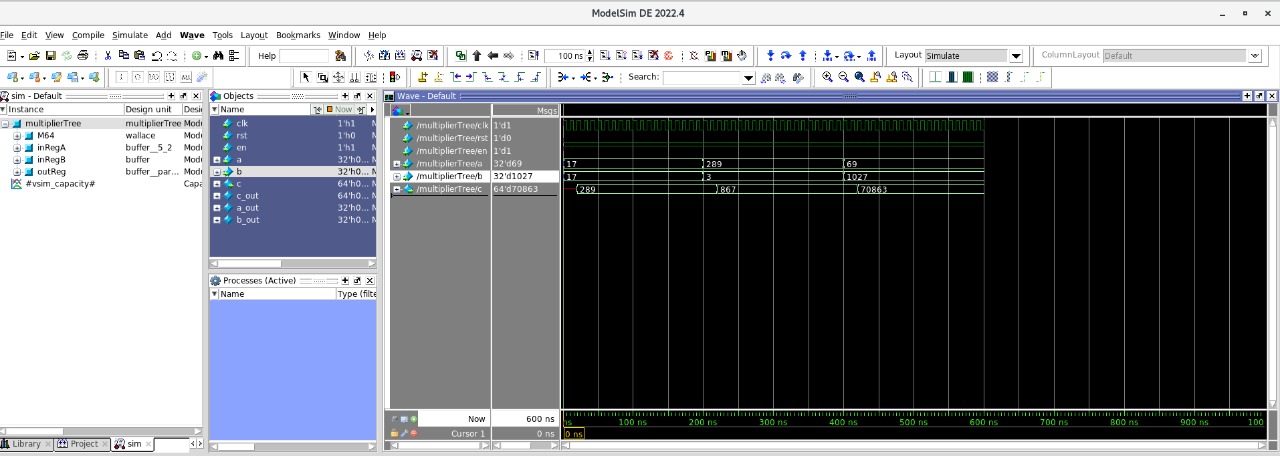 ModelSim DE 2022.4
File Edit View Compile Simulate Add Wave Tools Layout Bookmarks Window Help
Help 100 ns Layout Simulate ColumnLayout Default
Search:
sim - Default
Instance Design unit Desi
multiplierTree multiplierTree Modu
M64 wallace Modu
inRegA buffer__5_2 Modu
inRegB buffer Modu
outReg buffer__par... Modu
#vsim_capacity# Capa
Library Project sim
Objects
Name Now
clk 1'h1
rst 1'h0
en 1'h1
a 32'h0...
b 32'h0...
c 64'h0...
c_out 64'h0...
a_out 32'h0...
b_out 32'h0...
Processes (Active)
Name Type (filte
Wave - Default
Msgs
/multiplierTree/clk 1'd1
/multiplierTree/rst 1'd0
/multiplierTree/en 1'd1
/multiplierTree/a 32'd69 17 289 69
/multiplierTree/b 32'd1027 17 3 1027
/multiplierTree/c 64'd70863 289 867 70863
Now 600 ns ns 100 ns 200 ns 300 ns 400 ns 500 ns 600 ns 700 ns 800 ns 900 ns 100
Cursor 1 0 ns 0 ns